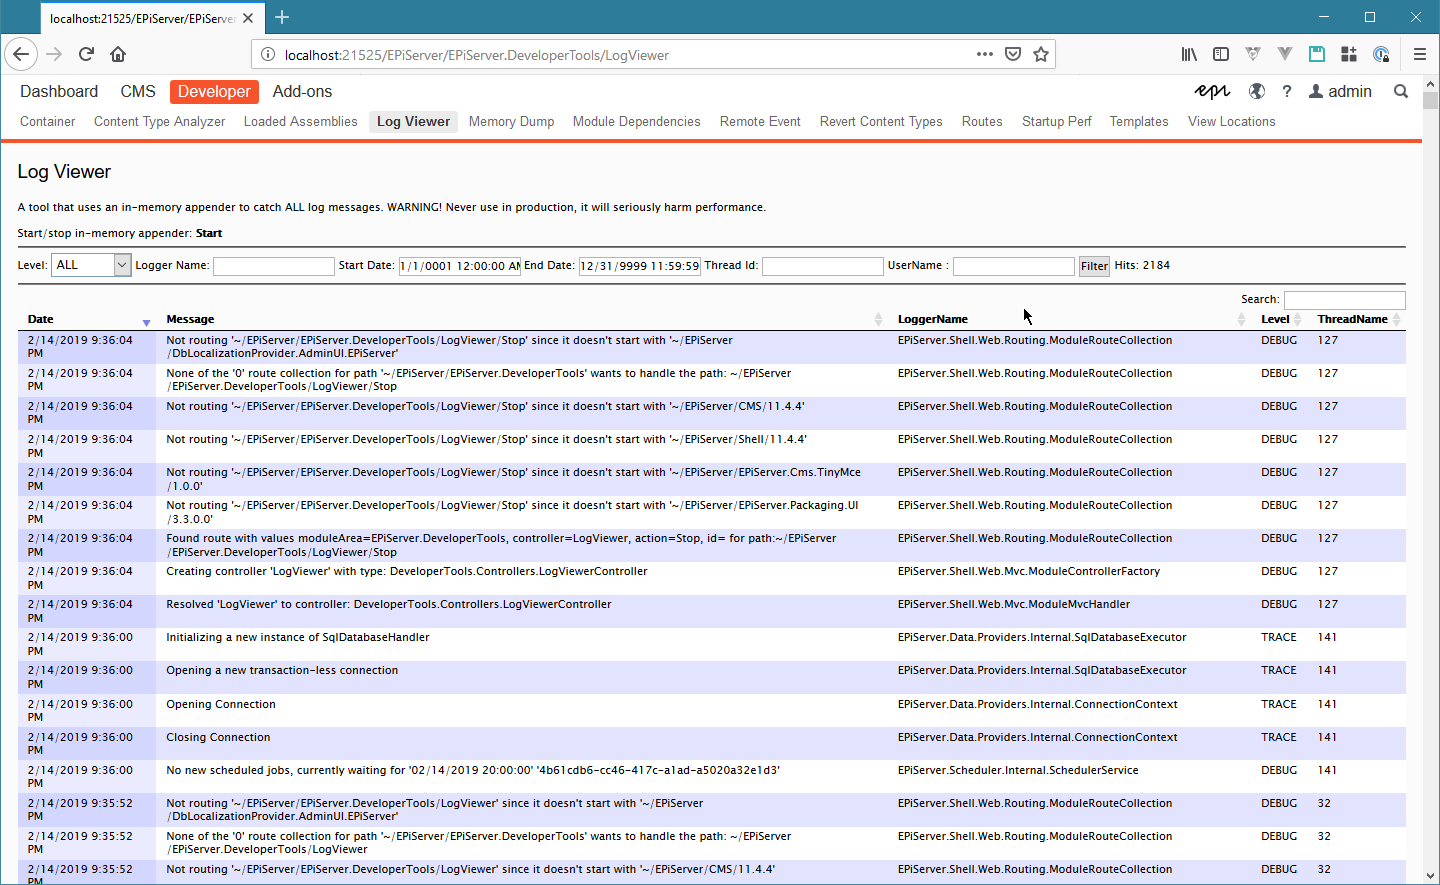 localhost:21525/EPiServer/EPiServer
localhost:21525/EPiServer/EPiServer.DeveloperTools/LogViewer
Dashboard CMS Developer Add-ons epi ? admin
Container Content Type Analyzer Loaded Assemblies Log Viewer Memory Dump Module Dependencies Remote Event Revert Content Types Routes Startup Perf Templates View Locations
Log Viewer
A tool that uses an in-memory appender to catch ALL log messages. WARNING! Never use in production, it will seriously harm performance.
Start/stop in-memory appender: Start
Level: ALL Logger Name: Start Date: 1/1/0001 12:00:00 AM End Date: 12/31/9999 11:59:59 Thread Id: UserName : Filter Hits: 2184
Search:
Date Message LoggerName Level ThreadName
2/14/2019 9:36:04 Not routing '~/EPiServer/EPiServer.DeveloperTools/LogViewer/Stop' since it doesn't start with '~/EPiServer EPiServer.Shell.Web.Routing.ModuleRouteCollection DEBUG 127
PM /DbLocalizationProvider.AdminUI.EPiServer'
2/14/2019 9:36:04 None of the '0' route collection for path '~/EPiServer/EPiServer.DeveloperTools' wants to handle the path: ~/EPiServer EPiServer.Shell.Web.Routing.ModuleRouteCollection DEBUG 127
PM /EPiServer.DeveloperTools/LogViewer/Stop
2/14/2019 9:36:04 Not routing '~/EPiServer/EPiServer.DeveloperTools/LogViewer/Stop' since it doesn't start with '~/EPiServer/CMS/11.4.4' EPiServer.Shell.Web.Routing.ModuleRouteCollection DEBUG 127
PM
2/14/2019 9:36:04 Not routing '~/EPiServer/EPiServer.DeveloperTools/LogViewer/Stop' since it doesn't start with '~/EPiServer/Shell/11.4.4' EPiServer.Shell.Web.Routing.ModuleRouteCollection DEBUG 127
PM
2/14/2019 9:36:04 Not routing '~/EPiServer/EPiServer.DeveloperTools/LogViewer/Stop' since it doesn't start with '~/EPiServer/EPiServer.Cms.TinyMce EPiServer.Shell.Web.Routing.ModuleRouteCollection DEBUG 127
PM /1.0.0'
2/14/2019 9:36:04 Not routing '~/EPiServer/EPiServer.DeveloperTools/LogViewer/Stop' since it doesn't start with '~/EPiServer/EPiServer.Packaging.UI EPiServer.Shell.Web.Routing.ModuleRouteCollection DEBUG 127
PM /3.3.0.0'
2/14/2019 9:36:04 Found route with values moduleArea=EPiServer.DeveloperTools, controller=LogViewer, action=Stop, id= for path:~/EPiServer EPiServer.Shell.Web.Routing.ModuleRouteCollection DEBUG 127
PM /EPiServer.DeveloperTools/LogViewer/Stop
2/14/2019 9:36:04 Creating controller 'LogViewer' with type: DeveloperTools.Controllers.LogViewerController EPiServer.Shell.Web.Mvc.ModuleControllerFactory DEBUG 127
PM
2/14/2019 9:36:04 Resolved 'LogViewer' to controller: DeveloperTools.Controllers.LogViewerController EPiServer.Shell.Web.Mvc.ModuleMvcHandler DEBUG 127
PM
2/14/2019 9:36:00 Initializing a new instance of SqlDatabaseHandler EPiServer.Data.Providers.Internal.SqlDatabaseExecutor TRACE 141
PM
2/14/2019 9:36:00 Opening a new transaction-less connection EPiServer.Data.Providers.Internal.SqlDatabaseExecutor TRACE 141
PM
2/14/2019 9:36:00 Opening Connection EPiServer.Data.Providers.Internal.ConnectionContext TRACE 141
PM
2/14/2019 9:36:00 Closing Connection EPiServer.Data.Providers.Internal.ConnectionContext TRACE 141
PM
2/14/2019 9:36:00 No new scheduled jobs, currently waiting for '02/14/2019 20:00:00' '4b61cdb6-cc46-417c-a1ad-a5020a32e1d3' EPiServer.Scheduler.Internal.SchedulerService DEBUG 141
PM
2/14/2019 9:35:52 Not routing '~/EPiServer/EPiServer.DeveloperTools/LogViewer' since it doesn't start with '~/EPiServer EPiServer.Shell.Web.Routing.ModuleRouteCollection DEBUG 32
PM /DbLocalizationProvider.AdminUI.EPiServer'
2/14/2019 9:35:52 None of the '0' route collection for path '~/EPiServer/EPiServer.DeveloperTools' wants to handle the path: ~/EPiServer EPiServer.Shell.Web.Routing.ModuleRouteCollection DEBUG 32
PM /EPiServer.DeveloperTools/LogViewer
2/14/2019 9:35:52 Not routing '~/EPiServer/EPiServer.DeveloperTools/LogViewer' since it doesn't start with '~/EPiServer/CMS/11.4.4' EPiServer.Shell.Web.Routing.ModuleRouteCollection DEBUG 32
PM